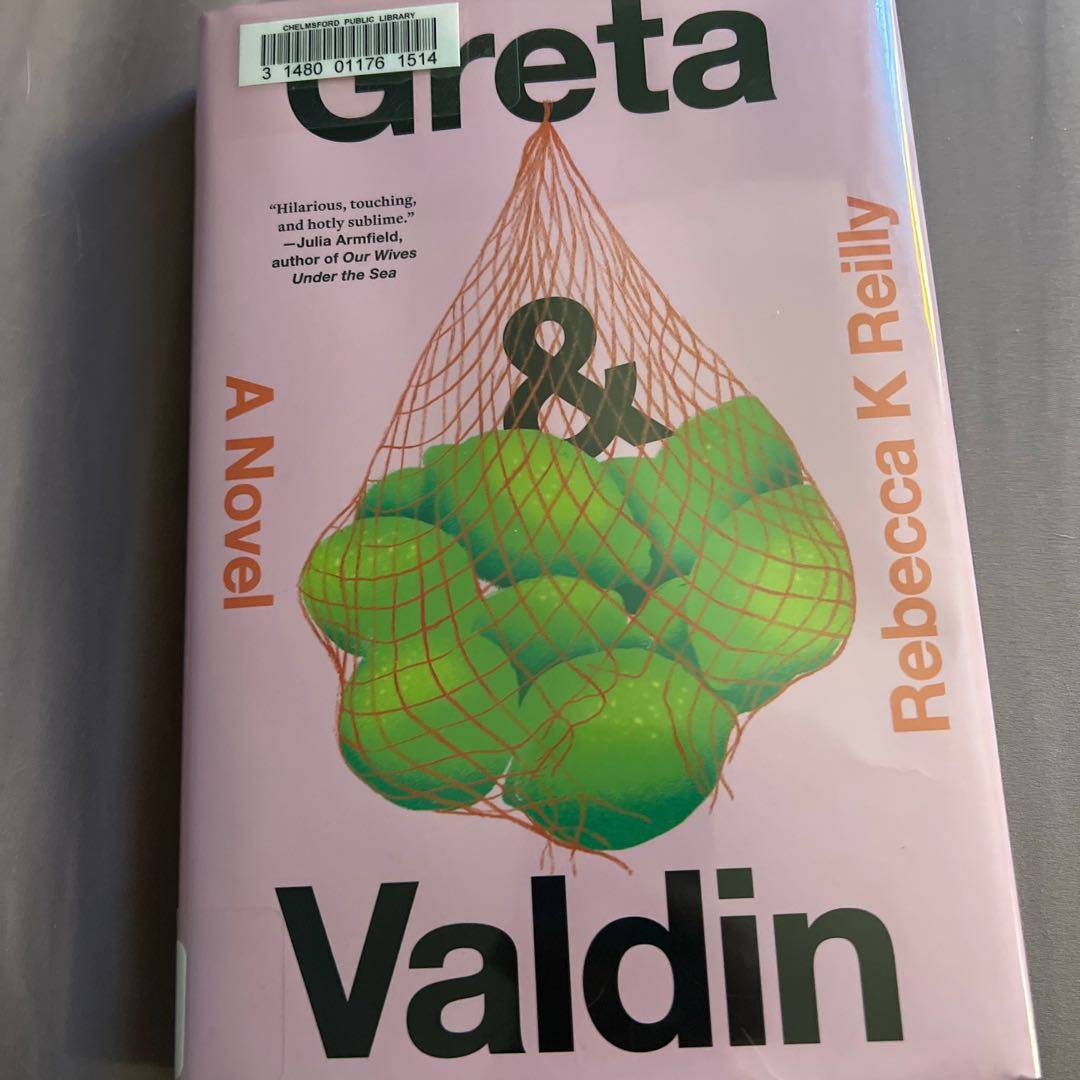 CHELMSFORD PUBLIC LIBRARY
3 1480 01176 1514
Greta
“Hilarious, touching,
and hotly sublime.”
—Julia Armfield,
author of Our Wives
Under the Sea
&
A Novel
Rebecca K Reilly
Valdin